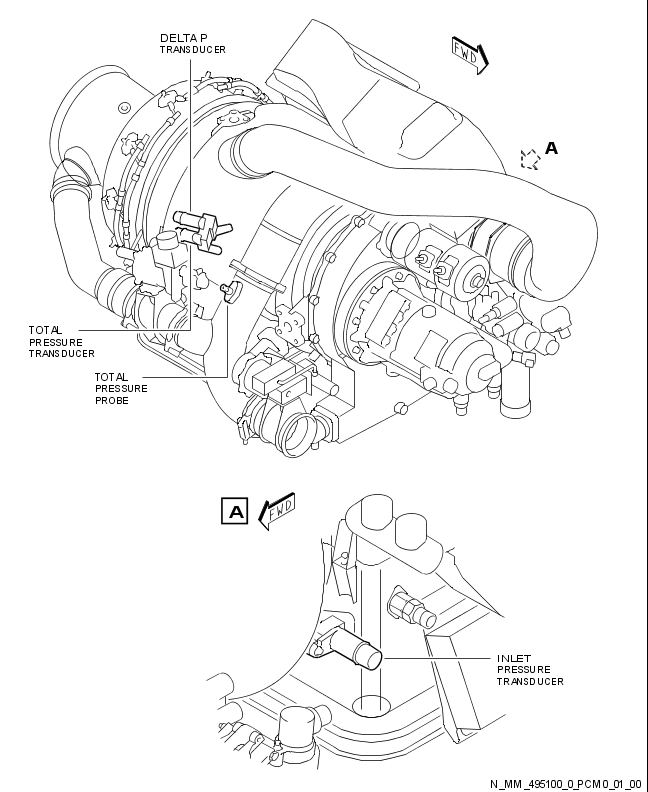 DELTA P
TRANSDUCER
FWD
A
TOTAL
PRESSURE
TRANSDUCER
TOTAL
PRESSURE
PROBE
A
FWD
INLET
PRESSURE
TRANSDUCER
N_MM_495100_0_PCM0_01_00